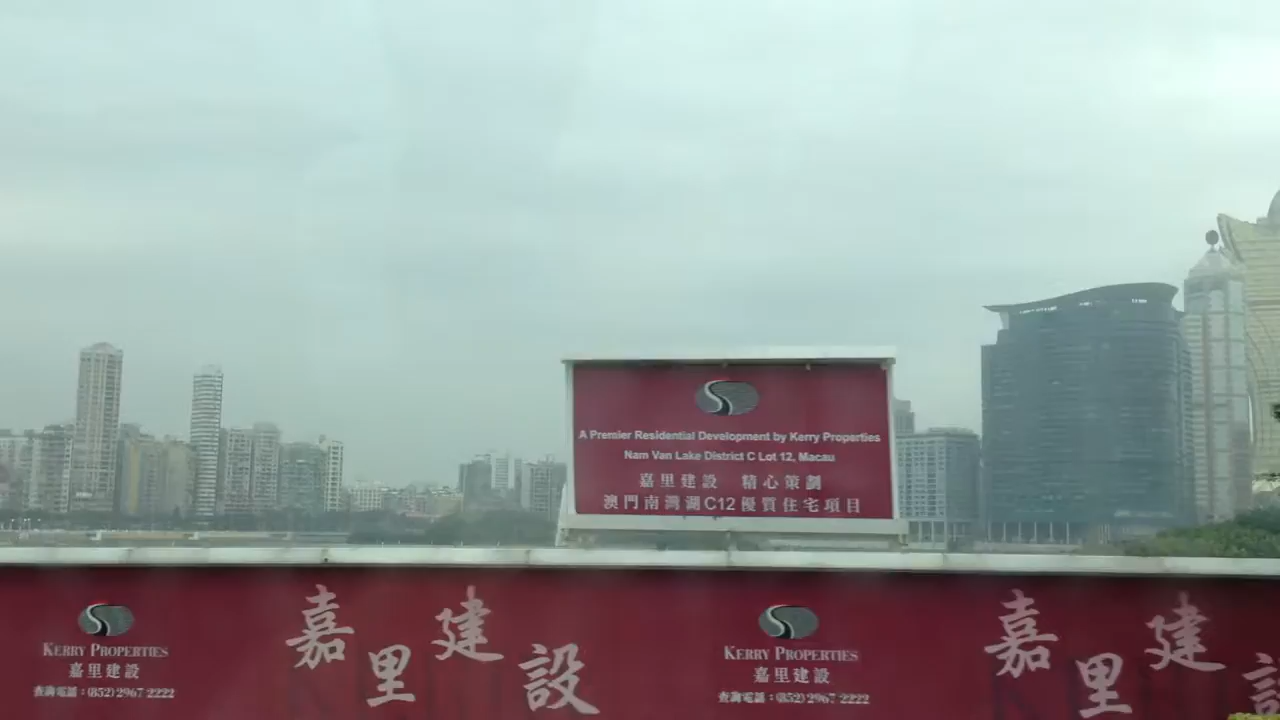 A Premier Residential Development by Kerry Properties
Nam Van Lake District C Lot 12, Macau
嘉里建設 精心策劃
澳門南灣湖C12優質住宅項目
KERRY PROPERTIES
嘉里建設
查詢電話：(852) 2967 2222
嘉里建設
KERRY PROPERTIES
嘉里建設
查詢電話：(852) 2967 2222
嘉里建設